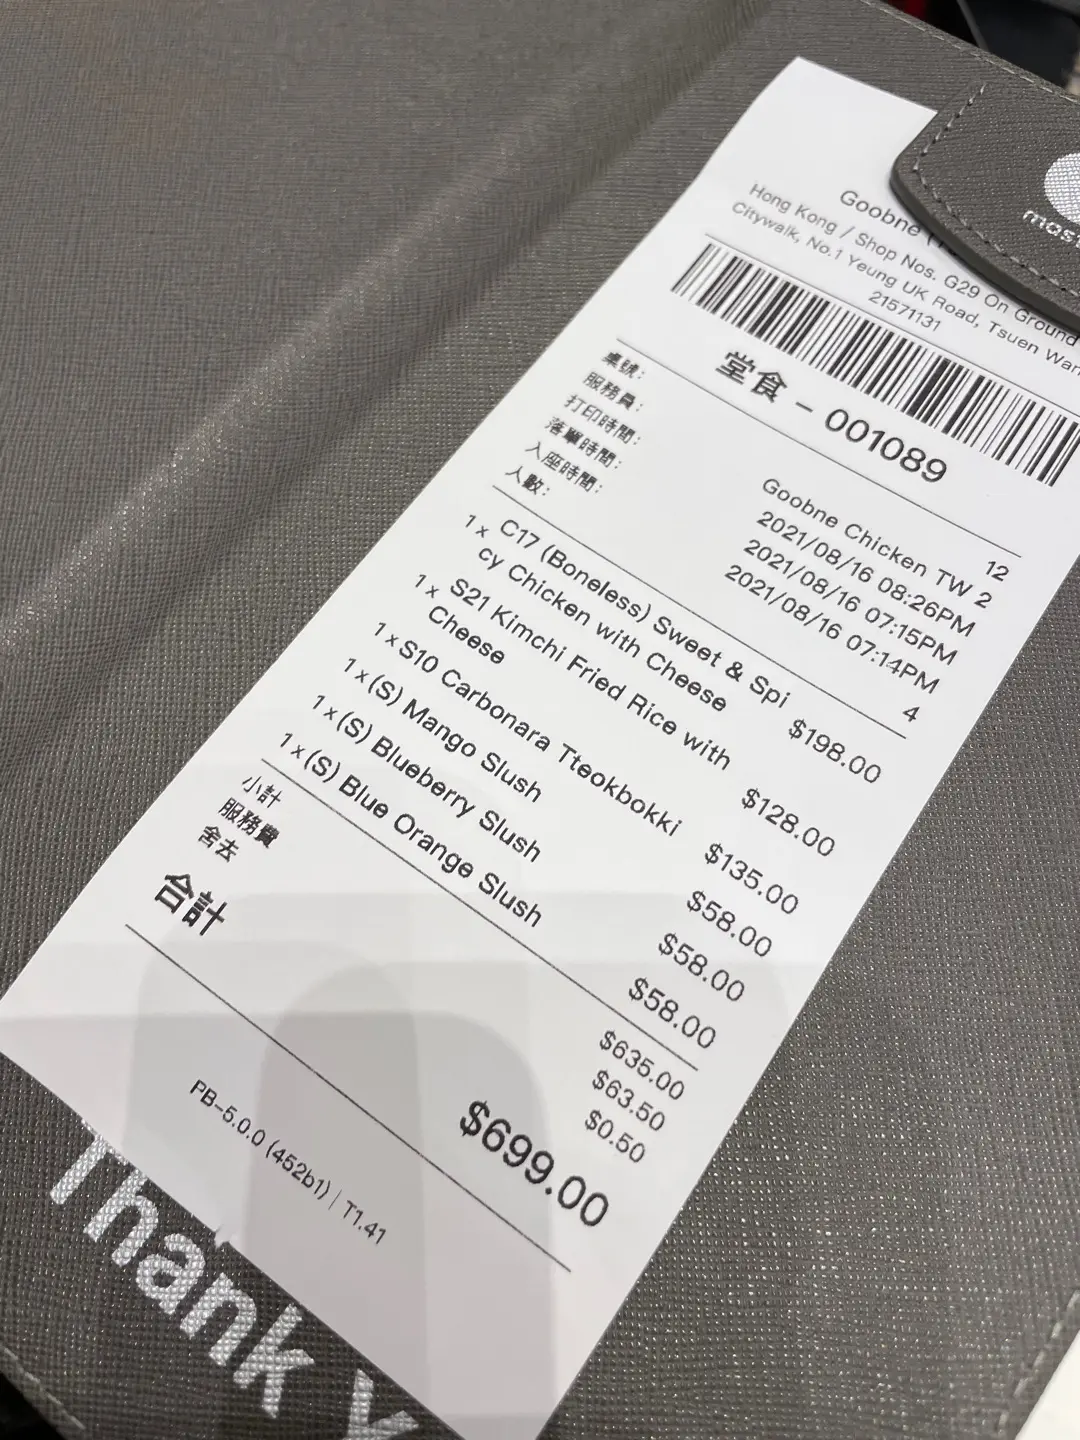 Goobne
Hong Kong / Shop Nos. G29 On Ground
Citywalk, No.1 Yeung UK Road, Tsuen Wan
21571131
堂食 - 001089
桌號: 12
服務員: Goobne Chicken TW 2
打印時間: 2021/08/16 08:26PM
落單時間: 2021/08/16 07:15PM
入座時間: 2021/08/16 07:14PM
人數: 4
1 x C17 (Boneless) Sweet & Spi $198.00
cy Chicken with Cheese
1 x S21 Kimchi Fried Rice with $128.00
Cheese
1 x S10 Carbonara Tteokbokki $135.00
1 x (S) Mango Slush $58.00
1 x (S) Blueberry Slush $58.00
1 x (S) Blue Orange Slush $58.00
小計 $635.00
服務費 $63.50
舍去 $0.50
合計 $699.00
PB-5.0.0 (452b1) | T1.41
Thank Y